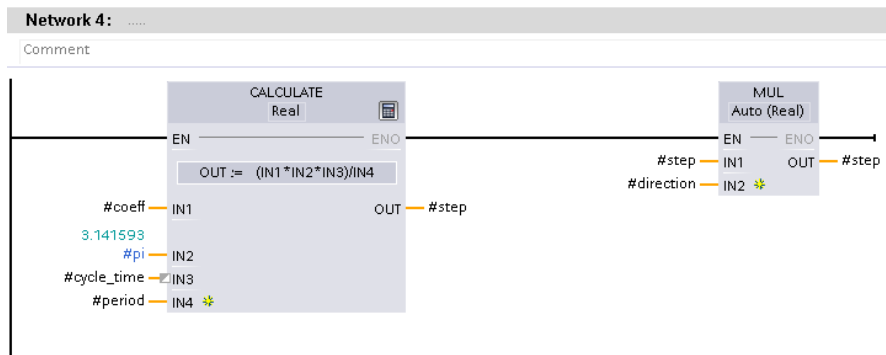 Network 4: .....
Comment
CALCULATE
Real
EN
ENO
OUT := (IN1*IN2*IN3)/IN4
#coeff
IN1
OUT
#step
3.141593
#pi
IN2
#cycle_time
IN3
#period
IN4
MUL
Auto (Real)
EN
ENO
#step
IN1
OUT
#step
#direction
IN2